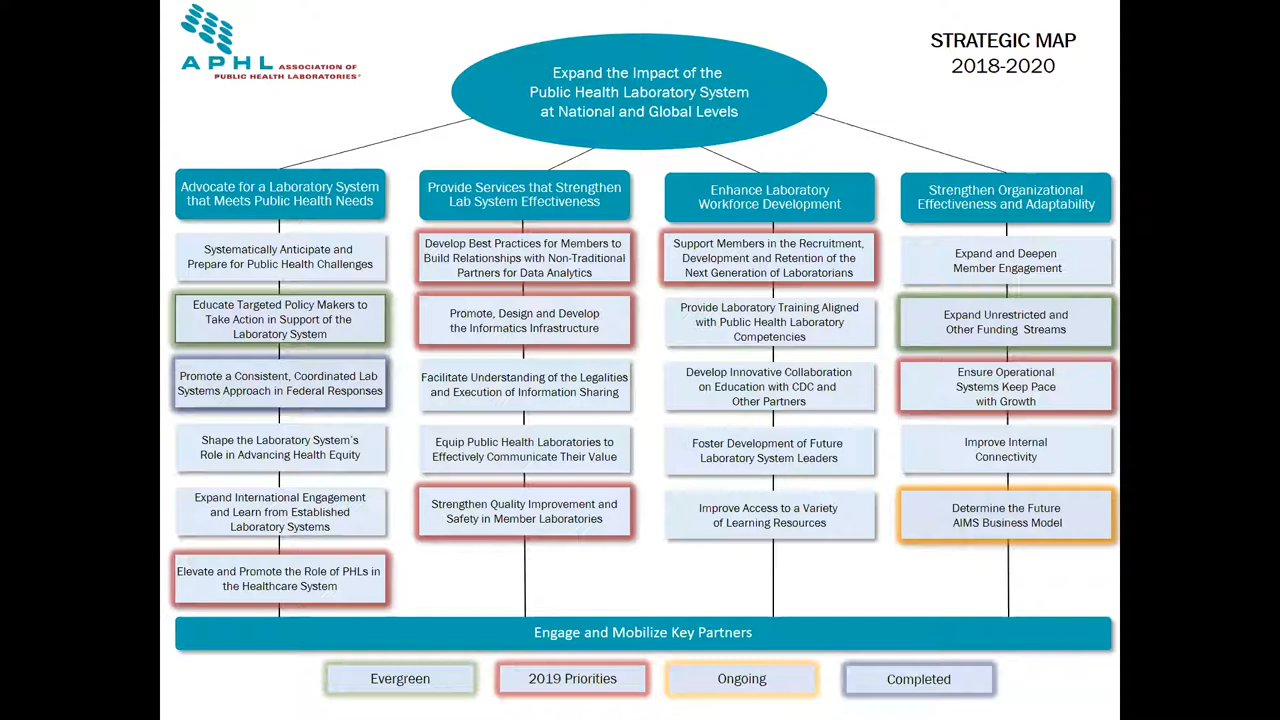 APHL ASSOCIATION OF
PUBLIC HEALTH LABORATORIES
STRATEGIC MAP
2018-2020
Expand the Impact of the
Public Health Laboratory System
at National and Global Levels
Advocate for a Laboratory System
that Meets Public Health Needs
Systematically Anticipate and
Prepare for Public Health Challenges
Educate Targeted Policy Makers to
Take Action in Support of the
Laboratory System
Promote a Consistent, Coordinated Lab
Systems Approach in Federal Responses
Shape the Laboratory System's
Role in Advancing Health Equity
Expand International Engagement
and Learn from Established
Laboratory Systems
Elevate and Promote the Role of PHLs in
the Healthcare System
Provide Services that Strengthen
Lab System Effectiveness
Develop Best Practices for Members to
Build Relationships with Non-Traditional
Partners for Data Analytics
Promote, Design and Develop
the Informatics Infrastructure
Facilitate Understanding of the Legalities
and Execution of Information Sharing
Equip Public Health Laboratories to
Effectively Communicate Their Value
Strengthen Quality Improvement and
Safety in Member Laboratories
Enhance Laboratory
Workforce Development
Support Members in the Recruitment,
Development and Retention of the
Next Generation of Laboratorians
Provide Laboratory Training Aligned
with Public Health Laboratory
Competencies
Develop Innovative Collaboration
on Education with CDC and
Other Partners
Foster Development of Future
Laboratory System Leaders
Improve Access to a Variety
of Learning Resources
Strengthen Organizational
Effectiveness and Adaptability
Expand and Deepen
Member Engagement
Expand Unrestricted and
Other Funding Streams
Ensure Operational
Systems Keep Pace
with Growth
Improve Internal
Connectivity
Determine the Future
AIMS Business Model
Engage and Mobilize Key Partners
Evergreen
2019 Priorities
Ongoing
Completed